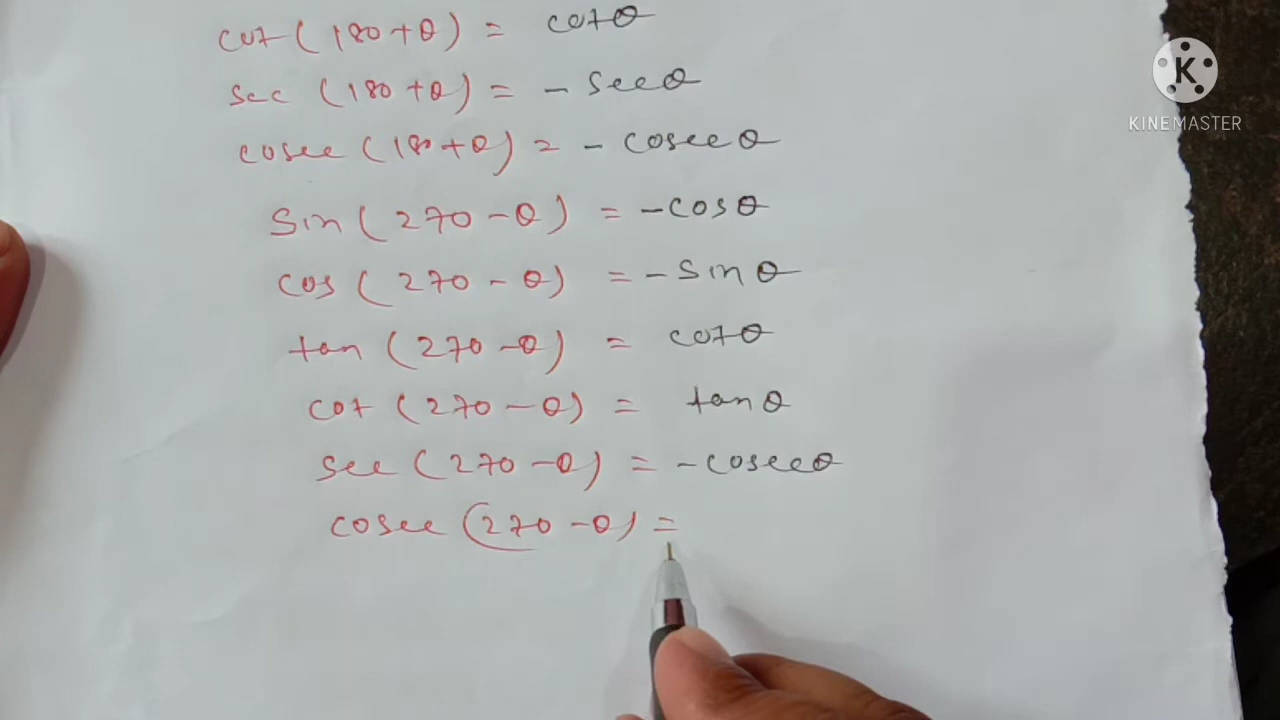 cot (180+θ) = cotθ
sec (180+θ) = - secθ
cosec (180+θ) = - cosecθ
sin (270-θ) = -cosθ
cos (270-θ) = -sinθ
tan (270-θ) = cotθ
cot (270-θ) = tanθ
sec (270-θ) = -cosecθ
cosec (270-θ) =
K
KINEMASTER